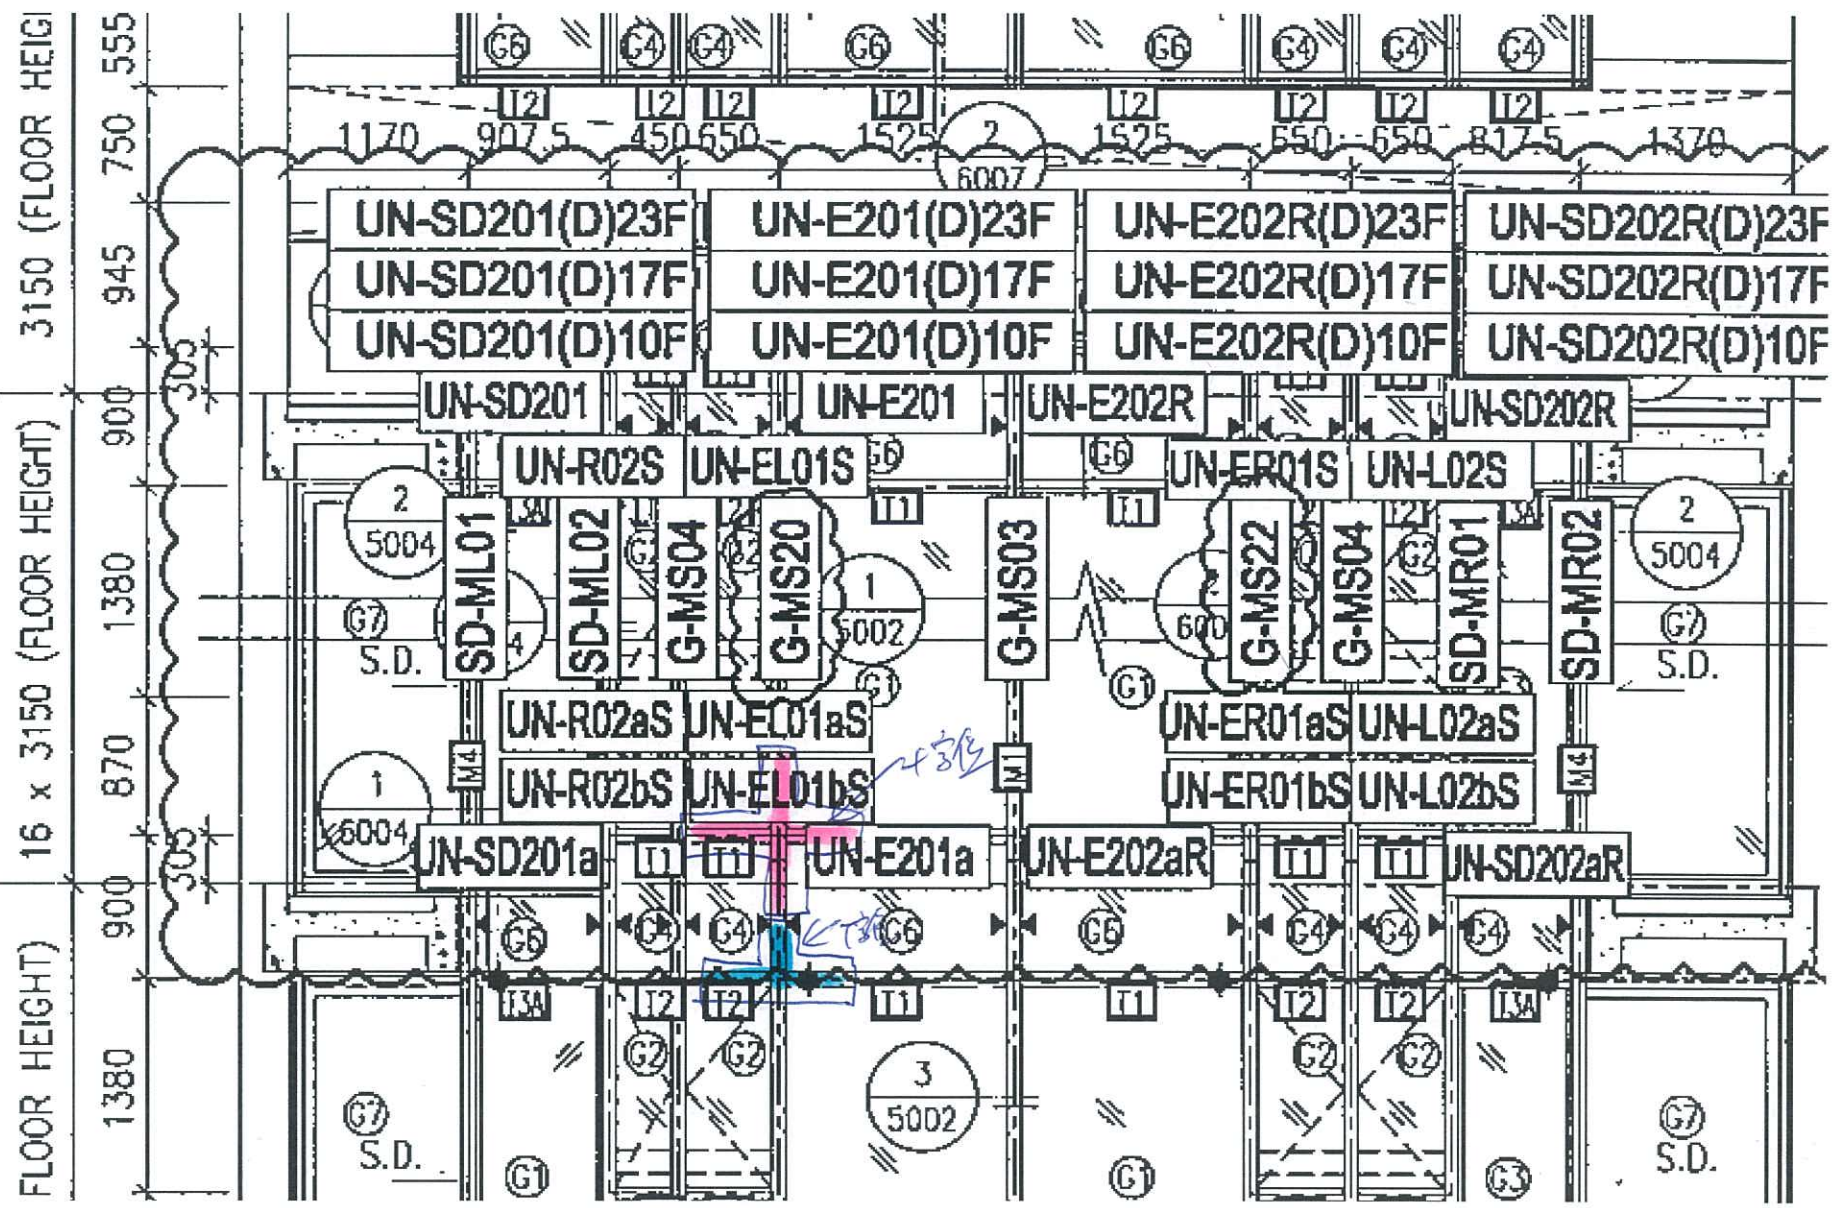 G6 G4 G4 G6 G6 G4 G4 G4
T2 T2 T2 T2 T2 T2 T2 T2
1170 907.5 450 650 1525 1525 650 650 817.5 1370
2
6007
555
750
945
305
900
1380
870
305
900
1380
3150 (FLOOR HEIG
16 x 3150 (FLOOR HEIGHT)
FLOOR HEIGHT)
UN-SD201(D)23F UN-E201(D)23F UN-E202R(D)23F UN-SD202R(D)23F
UN-SD201(D)17F UN-E201(D)17F UN-E202R(D)17F UN-SD202R(D)17F
UN-SD201(D)10F UN-E201(D)10F UN-E202R(D)10F UN-SD202R(D)10F
UN-SD201 UN-E201 UN-E202R UN-SD202R
UN-R02S UN-EL01S G6 G6 UN-ER01S UN-L02S
2
5004
T1 T1
2
5004
SD-ML01 SD-ML02 G-MS04 G-MS20 G-MS03 G-MS22 G-MS04 SD-MR01 SD-MR02
G2 G2
1
5002
G7
S.D.
G7
S.D.
G1 G1
UN-R02aS UN-EL01aS UN-ER01aS UN-L02aS
十字位
M4 M1 M4
UN-R02bS UN-EL01bS UN-ER01bS UN-L02bS
1
6004
UN-SD201a T1 T1 UN-E201a UN-E202aR T1 T1 UN-SD202aR
G6 G4 G4 G6 G6 G4 G4 G4
T3A T2 T2 T1 T1 T2 T2 T3A
G2 G2 G2 G2
3
5002
G7
S.D.
G7
S.D.
G1 G1 G3